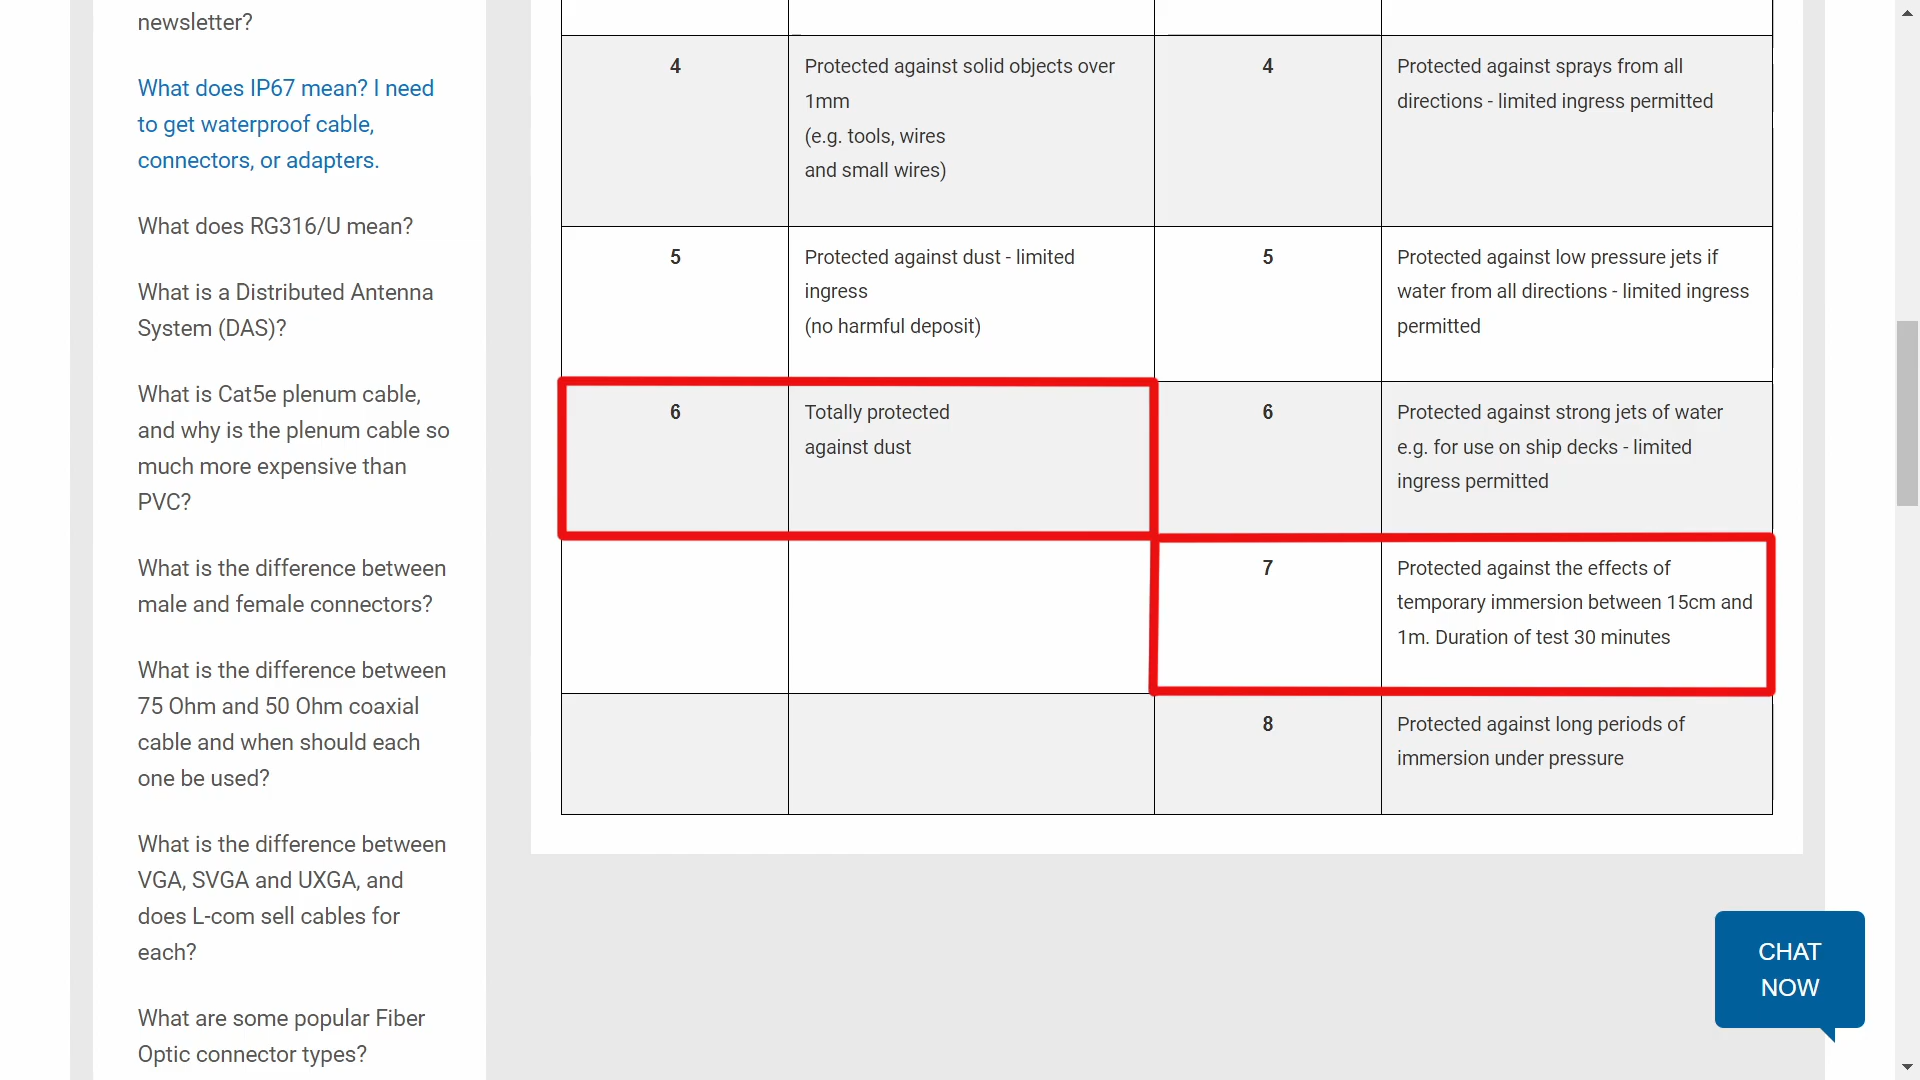 newsletter?
What does IP67 mean? I need
to get waterproof cable,
connectors, or adapters.
What does RG316/U mean?
What is a Distributed Antenna
System (DAS)?
What is Cat5e plenum cable,
and why is the plenum cable so
much more expensive than
PVC?
What is the difference between
male and female connectors?
What is the difference between
75 Ohm and 50 Ohm coaxial
cable and when should each
one be used?
What is the difference between
VGA, SVGA and UXGA, and
does L-com sell cables for
each?
What are some popular Fiber
Optic connector types?
4
Protected against solid objects over
1mm
(e.g. tools, wires
and small wires)
4
Protected against sprays from all
directions - limited ingress permitted
5
Protected against dust - limited
ingress
(no harmful deposit)
5
Protected against low pressure jets if
water from all directions - limited ingress
permitted
6
Totally protected
against dust
6
Protected against strong jets of water
e.g. for use on ship decks - limited
ingress permitted
7
Protected against the effects of
temporary immersion between 15cm and
1m. Duration of test 30 minutes
8
Protected against long periods of
immersion under pressure
CHAT
NOW